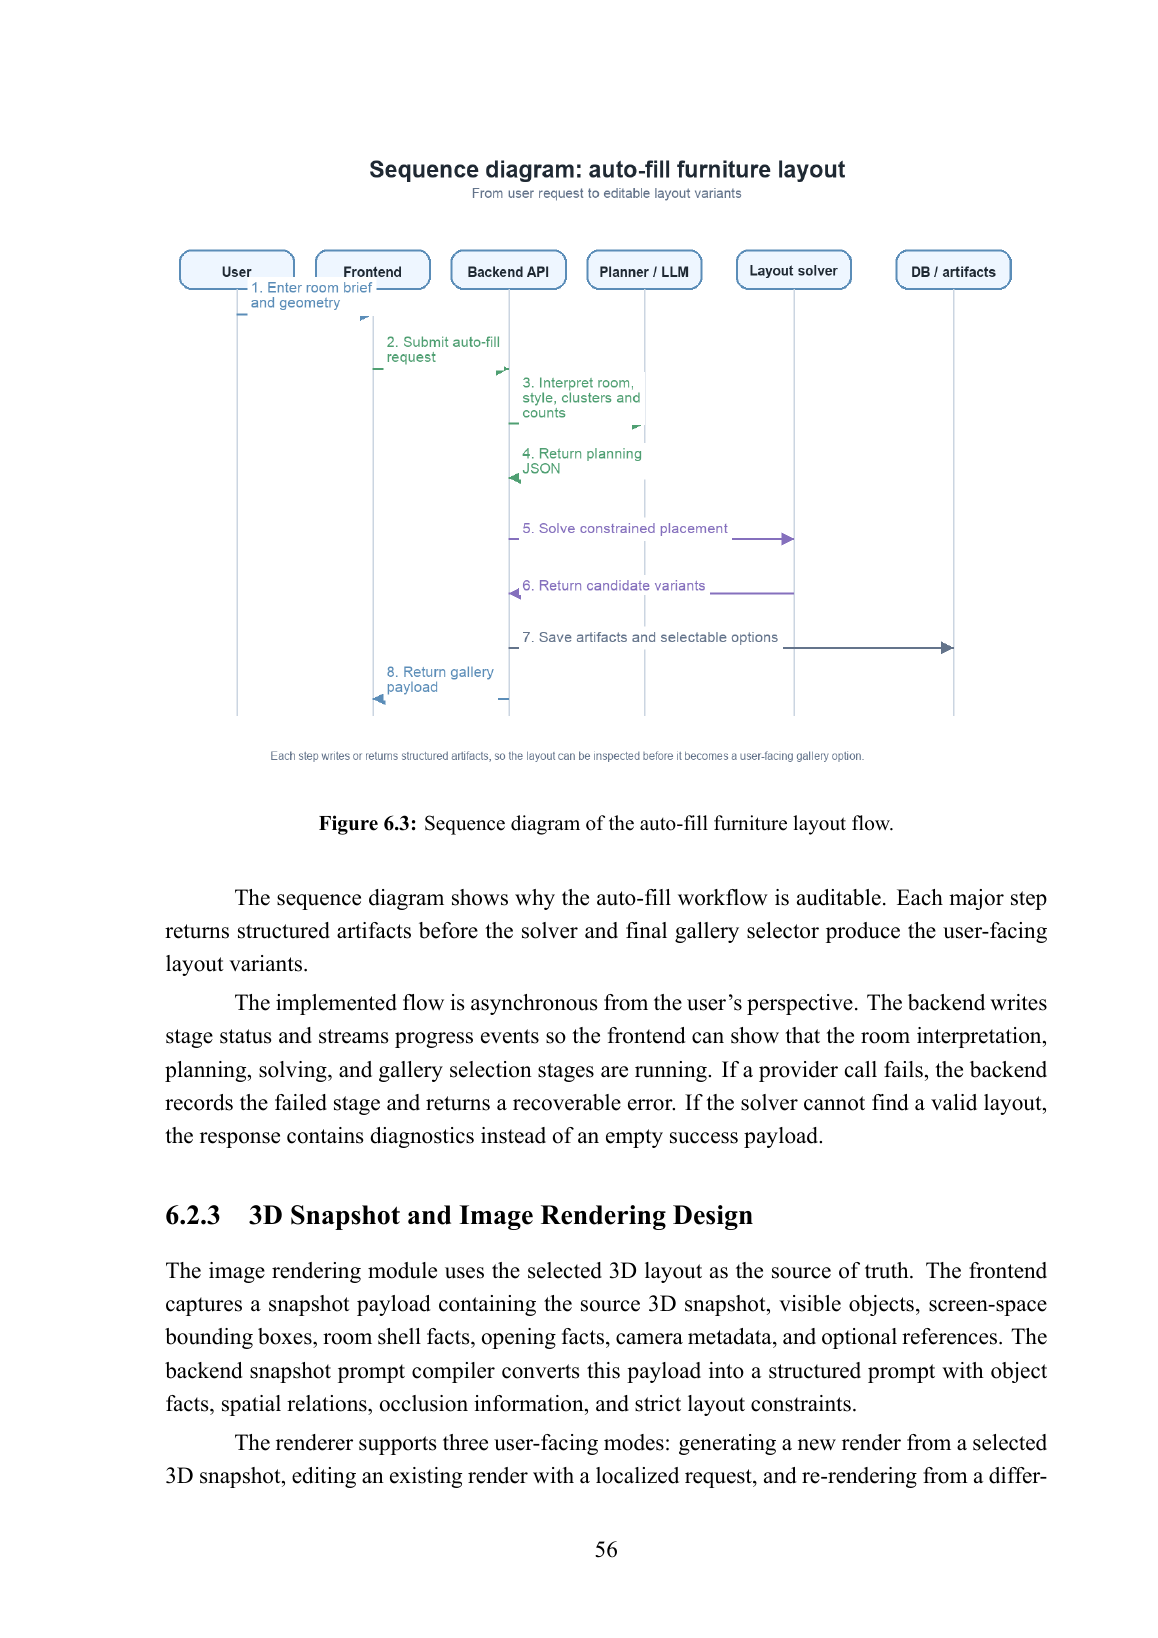 Sequence diagram: auto-fill furniture layout
From user request to editable layout variants
User
Frontend
Backend API
Planner / LLM
Layout solver
DB / artifacts
1. Enter room brief
and geometry
2. Submit auto-fill
request
3. Interpret room,
style, clusters and
counts
4. Return planning
JSON
5. Solve constrained placement
6. Return candidate variants
7. Save artifacts and selectable options
8. Return gallery
payload
Each step writes or returns structured artifacts, so the layout can be inspected before it becomes a user-facing gallery option.
Figure 6.3: Sequence diagram of the auto-fill furniture layout flow.
The sequence diagram shows why the auto-fill workflow is auditable. Each major step
returns structured artifacts before the solver and final gallery selector produce the user-facing
layout variants.
The implemented flow is asynchronous from the user’s perspective. The backend writes
stage status and streams progress events so the frontend can show that the room interpretation,
planning, solving, and gallery selection stages are running. If a provider call fails, the backend
records the failed stage and returns a recoverable error. If the solver cannot find a valid layout,
the response contains diagnostics instead of an empty success payload.
6.2.3 3D Snapshot and Image Rendering Design
The image rendering module uses the selected 3D layout as the source of truth. The frontend
captures a snapshot payload containing the source 3D snapshot, visible objects, screen-space
bounding boxes, room shell facts, opening facts, camera metadata, and optional references. The
backend snapshot prompt compiler converts this payload into a structured prompt with object
facts, spatial relations, occlusion information, and strict layout constraints.
The renderer supports three user-facing modes: generating a new render from a selected
3D snapshot, editing an existing render with a localized request, and re-rendering from a differ-
56